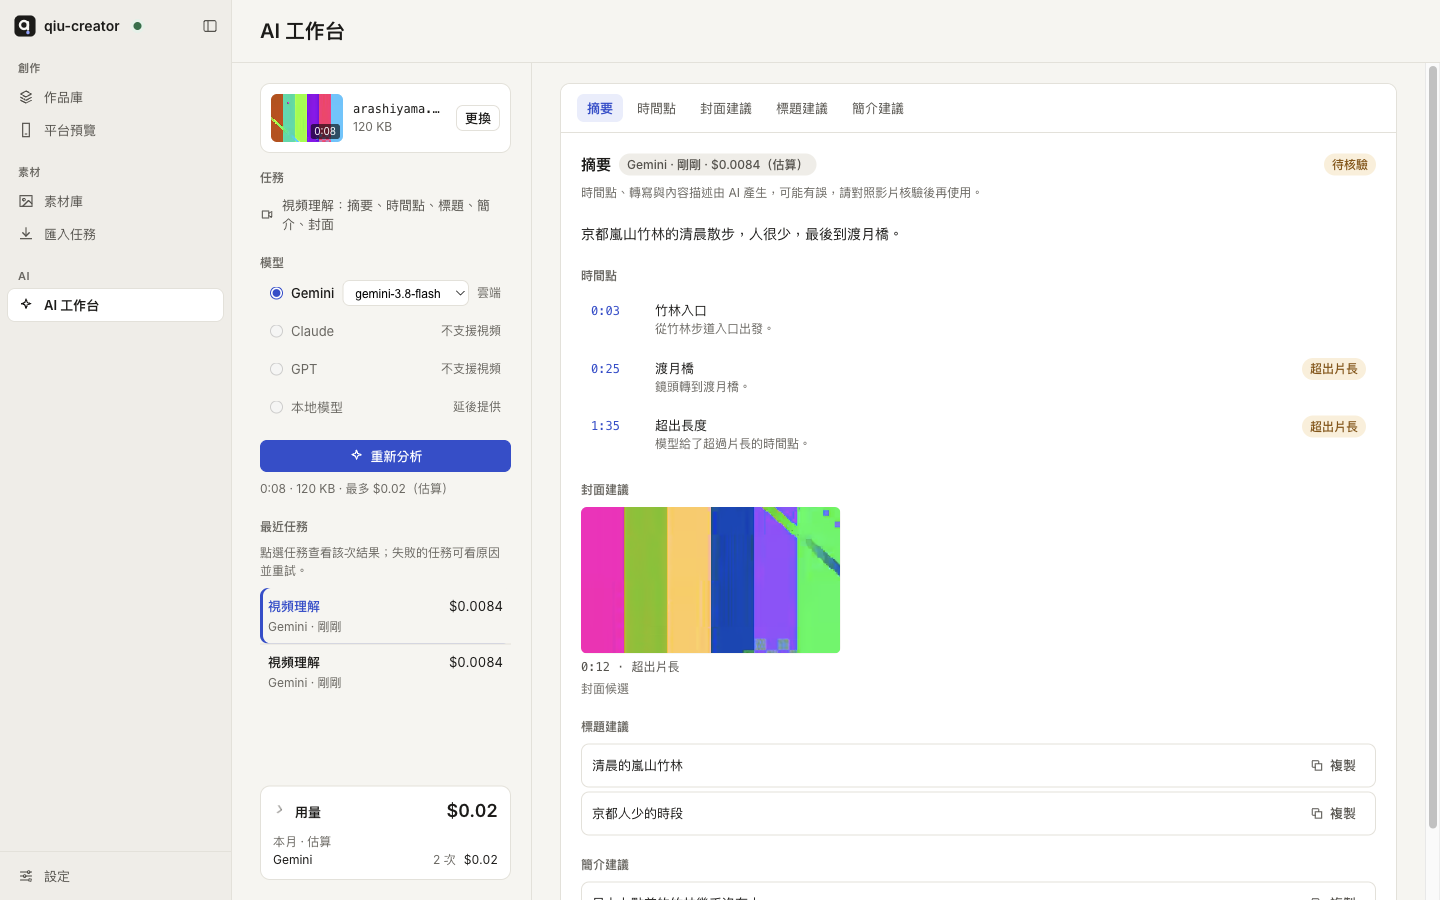 qiu-creator
創作
作品庫
平台預覽
素材
素材庫
匯入任務
AI
AI 工作台
設定
AI 工作台
0:08
arashiyama.…
120 KB
更換
任務
視頻理解：摘要、時間點、標題、簡
介、封面
模型
Gemini gemini-3.8-flash 雲端
Claude 不支援視頻
GPT 不支援視頻
本地模型 延後提供
重新分析
0:08 · 120 KB · 最多 $0.02（估算）
最近任務
點選任務查看該次結果；失敗的任務可看原因
並重試。
視頻理解 $0.0084
Gemini · 剛剛
視頻理解 $0.0084
Gemini · 剛剛
用量 $0.02
本月 · 估算
Gemini 2 次 $0.02
摘要 時間點 封面建議 標題建議 簡介建議
摘要 Gemini · 剛剛 · $0.0084（估算） 待核驗
時間點、轉寫與內容描述由 AI 產生，可能有誤，請對照影片核驗後再使用。
京都嵐山竹林的清晨散步，人很少，最後到渡月橋。
時間點
0:03 竹林入口
從竹林步道入口出發。
0:25 渡月橋 超出片長
鏡頭轉到渡月橋。
1:35 超出長度 超出片長
模型給了超過片長的時間點。
封面建議
0:12 · 超出片長
封面候選
標題建議
清晨的嵐山竹林 複製
京都人少的時段 複製
簡介建議